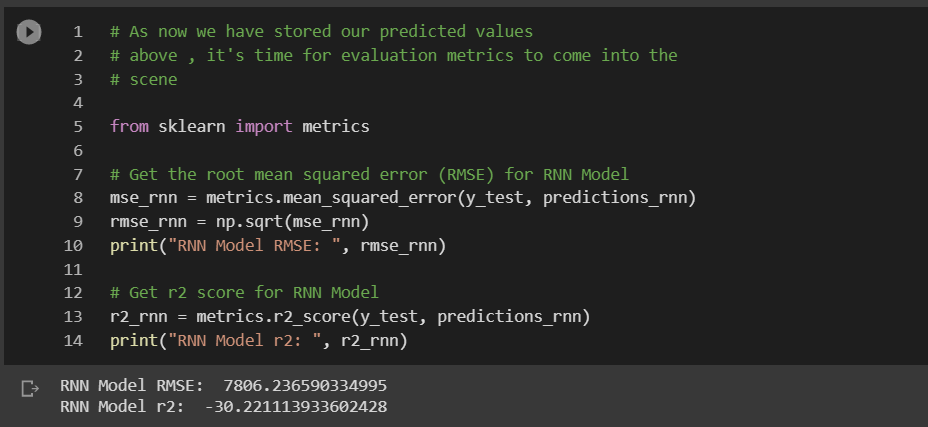 1 # As now we have stored our predicted values
2 # above , it's time for evaluation metrics to come into the
3 # scene
4
5 from sklearn import metrics
6
7 # Get the root mean squared error (RMSE) for RNN Model
8 mse_rnn = metrics.mean_squared_error(y_test, predictions_rnn)
9 rmse_rnn = np.sqrt(mse_rnn)
10 print("RNN Model RMSE: ", rmse_rnn)
11
12 # Get r2 score for RNN Model
13 r2_rnn = metrics.r2_score(y_test, predictions_rnn)
14 print("RNN Model r2: ", r2_rnn)
RNN Model RMSE:  7806.236590334995
RNN Model r2:  -30.221113933602428